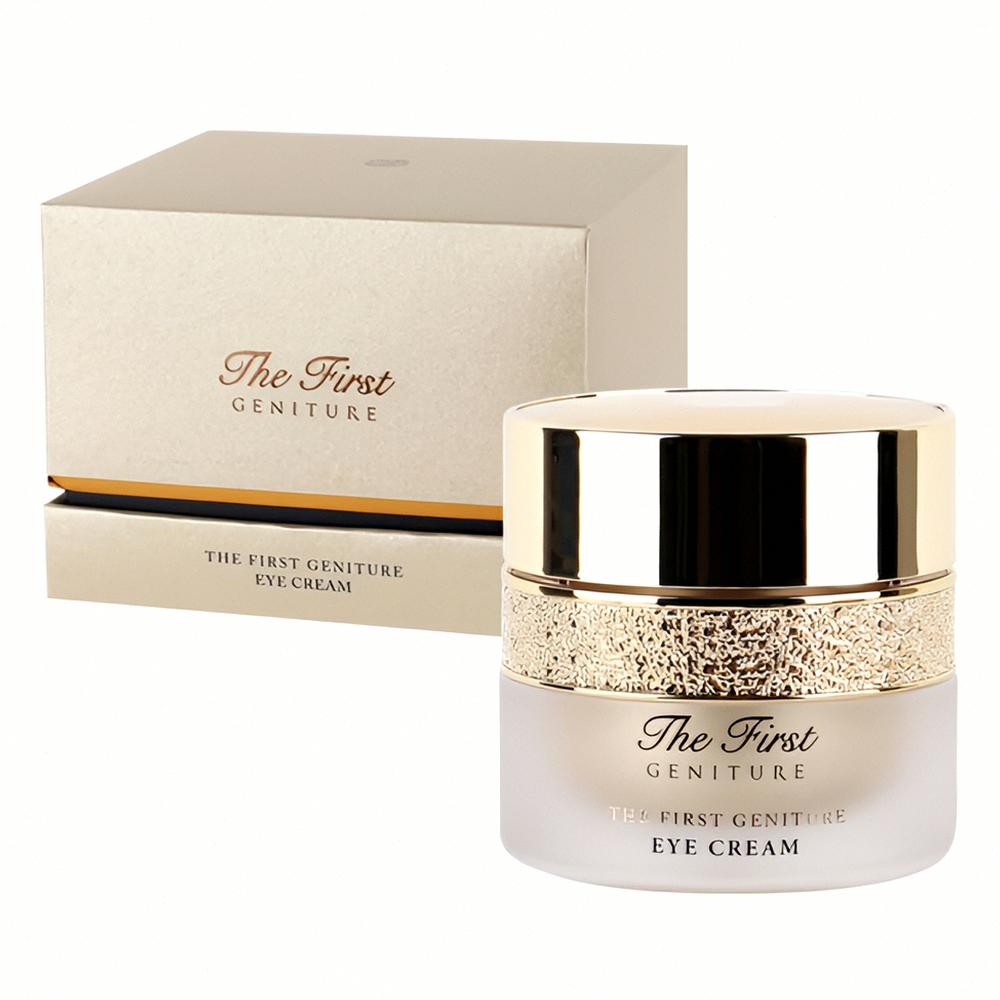 The First
GENITURE
THE FIRST GENITURE
EYE CREAM
The First
GENITURE
THE FIRST GENITURE
EYE CREAM